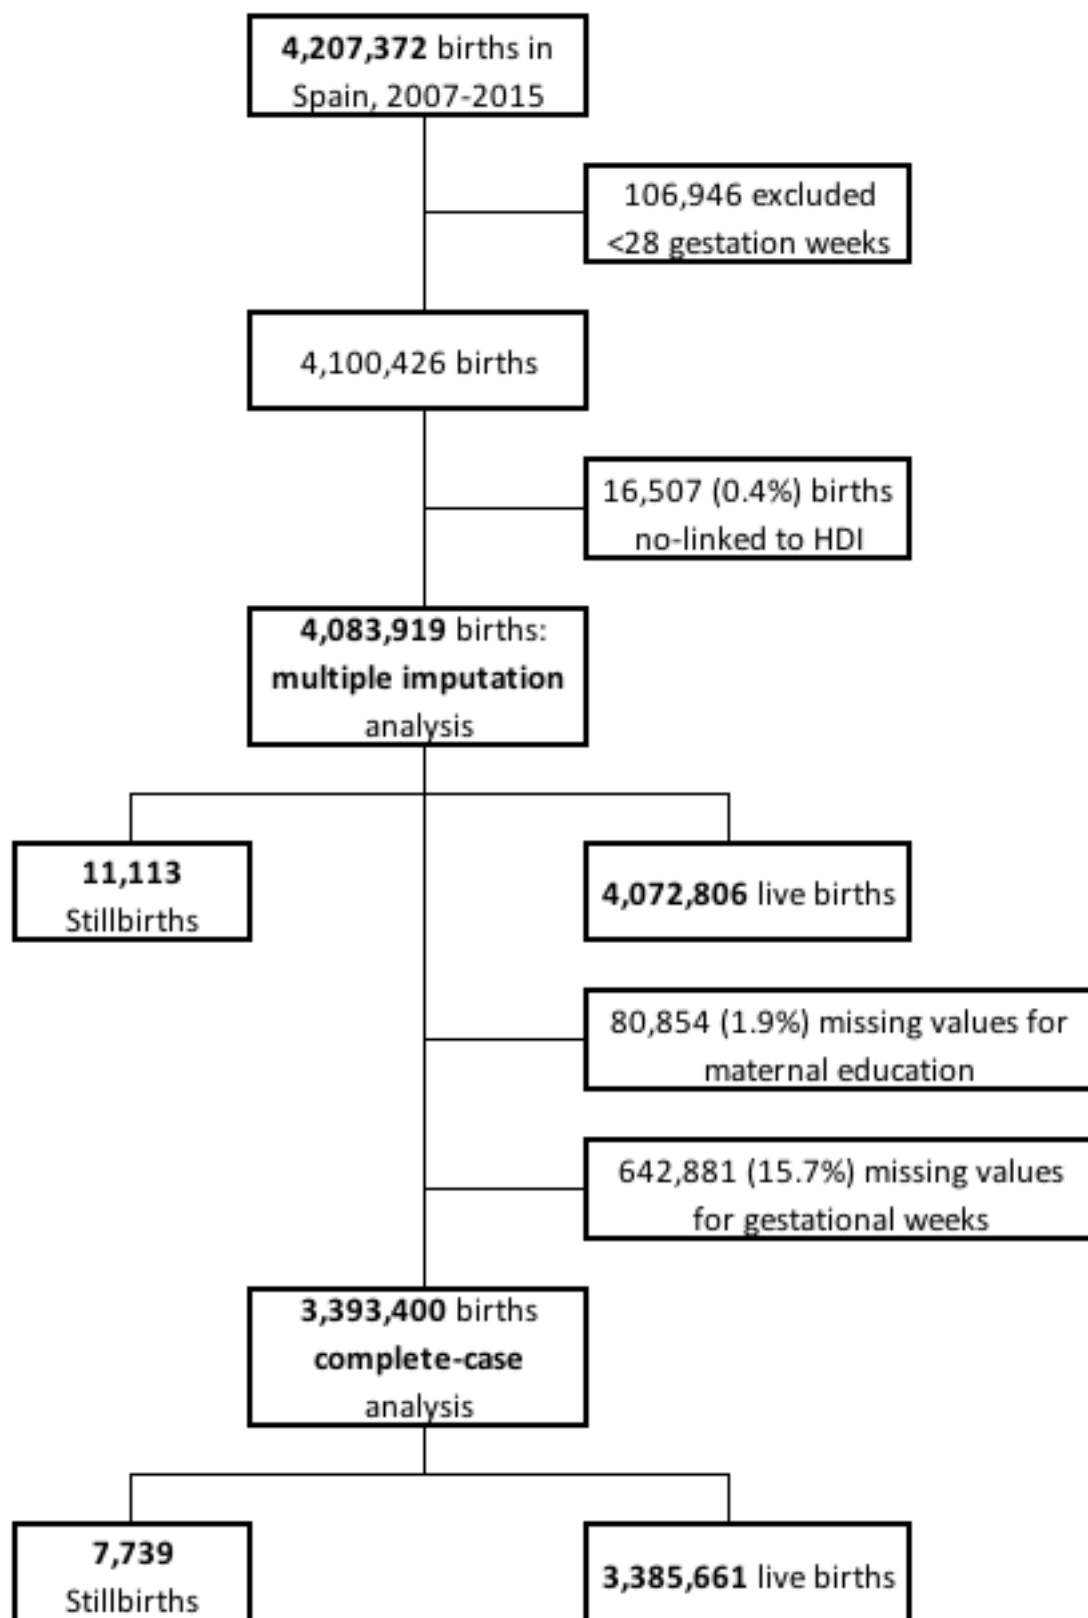 4,207,372 births in
Spain, 2007-2015
106,946 excluded
<28 gestation weeks
4,100,426 births
16,507 (0.4%) births
no-linked to HDI
4,083,919 births:
multiple imputation
analysis
11,113
Stillbirths
4,072,806 live births
80,854 (1.9%) missing values for
maternal education
642,881 (15.7%) missing values
for gestational weeks
3,393,400 births
complete-case
analysis
7,739
Stillbirths
3,385,661 live births